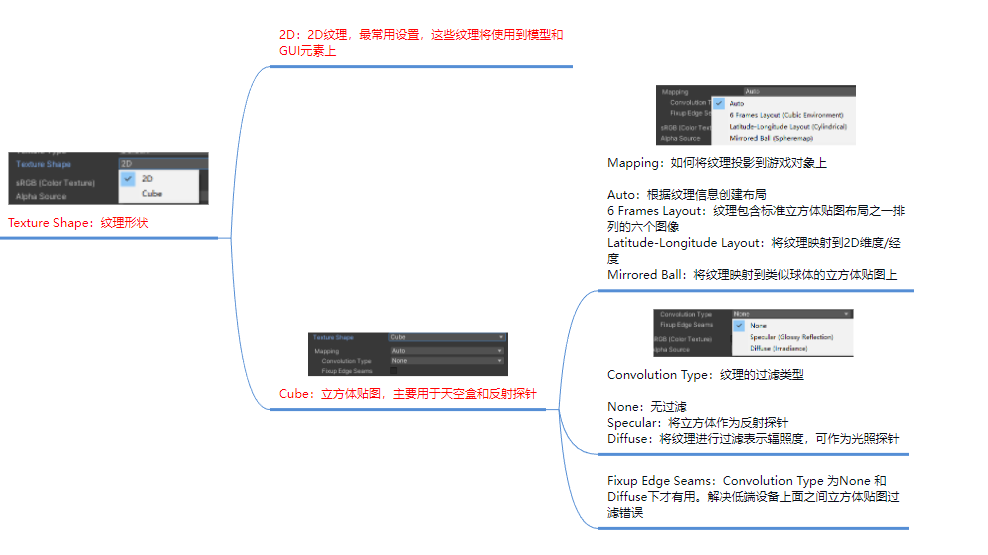 Texture Shape
2D
2D
sRGB (Color Texture)
Cube
Alpha Source
Texture Shape：纹理形状
2D：2D纹理，最常用设置，这些纹理将使用到模型和
GUI元素上
Texture Shape
Cube
Mapping
Auto
Convolution Type
None
Fixup Edge Seams
Cube：立方体贴图，主要用于天空盒和反射探针
Mapping
Auto
Convolution T
Auto
Fixup Edge Se
6 Frames Layout (Cubic Environment)
sRGB (Color Text
Latitude-Longitude Layout (Cylindrical)
Alpha Source
Mirrored Ball (Spheremap)
Mapping：如何将纹理投影到游戏对象上
Auto：根据纹理信息创建布局
6 Frames Layout：纹理包含标准立方体贴图布局之一排
列的六个图像
Latitude-Longitude Layout：将纹理映射到2D维度/经
度
Mirrored Ball：将纹理映射到类似球体的立方体贴图上
Convolution Type
None
Fixup Edge Seams
None
RGB (Color Texture)
Specular (Glossy Reflection)
lpha Source
Diffuse (Irradiance)
Convolution Type：纹理的过滤类型
None：无过滤
Specular：将立方体作为反射探针
Diffuse：将纹理进行过滤表示辐照度，可作为光照探针
Fixup Edge Seams：Convolution Type 为None 和
Diffuse下才有用。解决低端设备上面之间立方体贴图过
滤错误